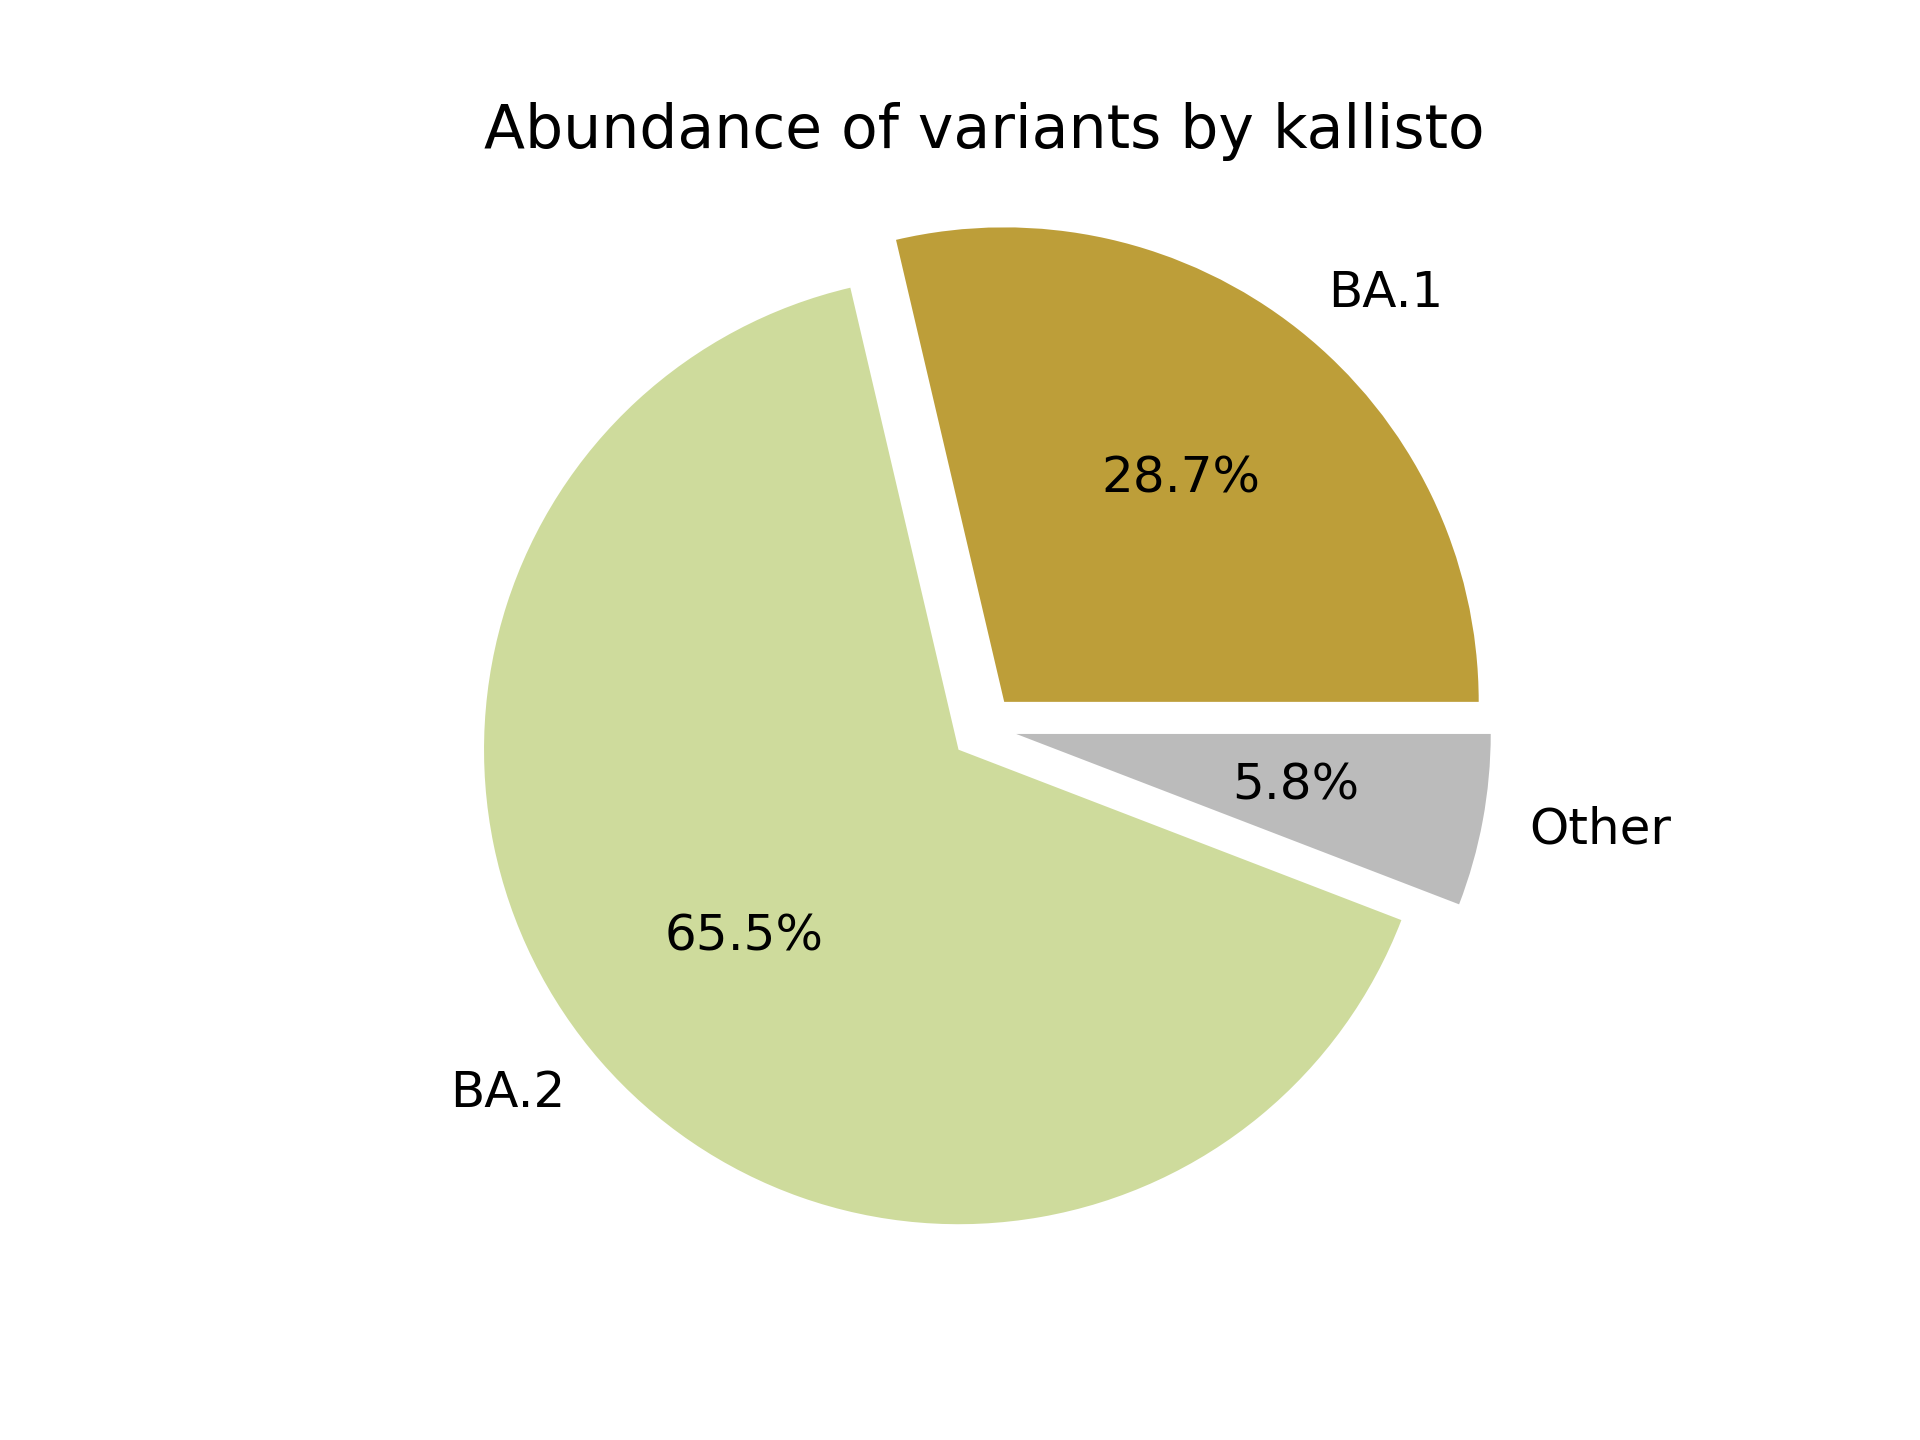 Abundance of variants by kallisto
BA.1
28.7%
5.8%
Other
65.5%
BA.2